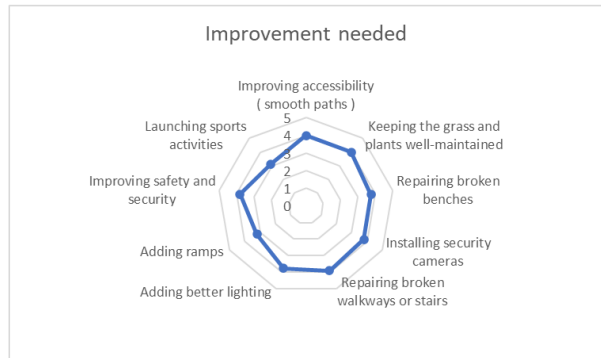 Improvement needed
Improving accessibility
( smooth paths )
Keeping the grass and
plants well-maintained
Repairing broken
benches
Installing security
cameras
Repairing broken
walkways or stairs
Adding better lighting
Adding ramps
Improving safety and
security
Launching sports
activities
5
4
3
2
1
0